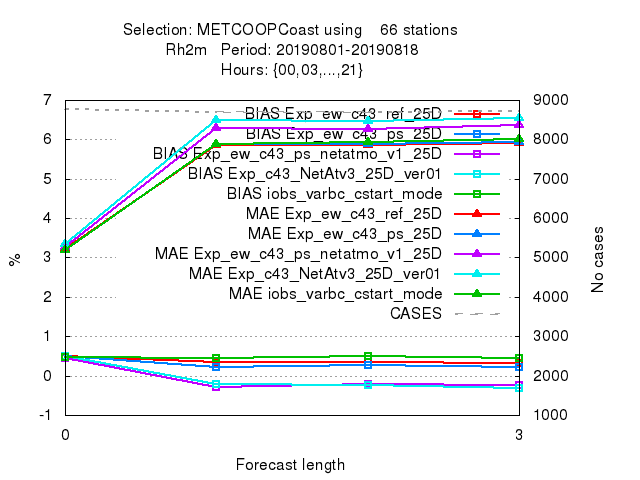 Selection: METCOOPCoast using 66 stations
Rh2m Period: 20190801-20190818
Hours: {00,03,...,21}
7 9000
BIAS Exp_ew_c43_ref_25D
BIAS Exp_ew_c43_ps_25D
6 8000
BIAS Exp_ew_c43_ps_netatmo_v1_25D
BIAS Exp_c43_NetAtv3_25D_ver01
5 7000
BIAS iobs_varbc_cstart_mode
MAE Exp_ew_c43_ref_25D
4 6000
MAE Exp_ew_c43_ps_25D
MAE Exp_ew_c43_ps_netatmo_v1_25D
3 5000
% No cases
MAE Exp_c43_NetAtv3_25D_ver01
MAE iobs_varbc_cstart_mode
2 4000
CASES
1 3000
0 2000
-1 1000
0 3
Forecast length